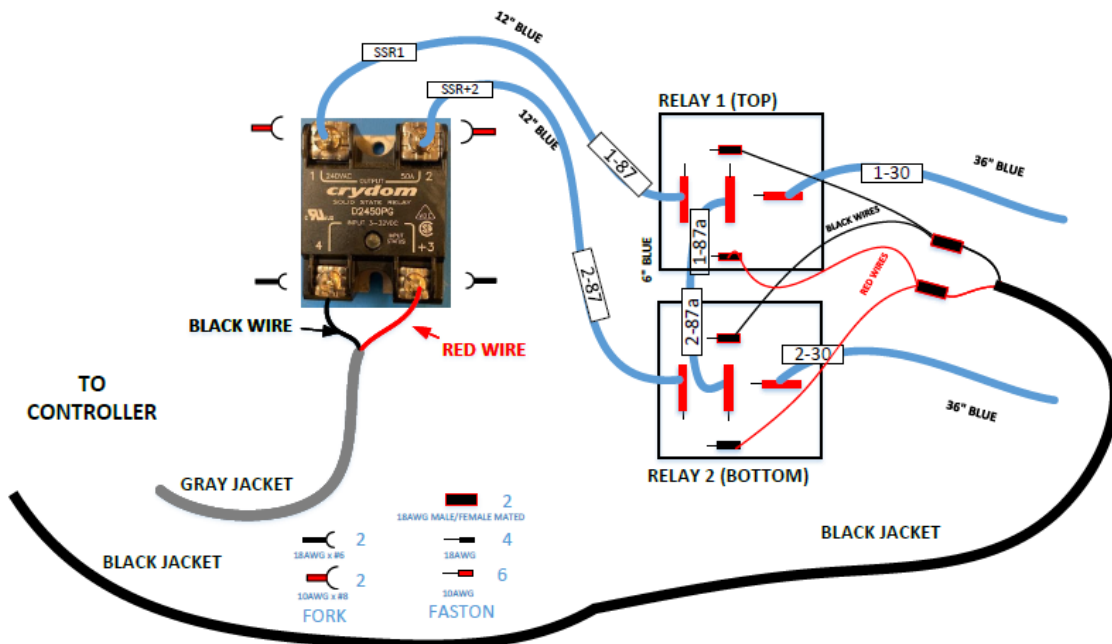 12" BLUE
SSR1
SSR+2
12" BLUE
RELAY 1 (TOP)
1-87
1-30
36" BLUE
1 240VAC OUTPUT 50A 2
crydom
SOLID STATE RELAY
D2450PG
INPUT 3-32VDC
4 INPUT STATUS +3
BLACK WIRES
1-87a
6" BLUE
RED WIRES
2-87
2-87a
BLACK WIRE
RED WIRE
2-30
36" BLUE
TO
CONTROLLER
RELAY 2 (BOTTOM)
GRAY JACKET
BLACK JACKET
BLACK JACKET
2
18AWG MALE/FEMALE MATED
2
18AWG x #6
4
18AWG
2
10AWG x #8
6
10AWG
FORK
FASTON